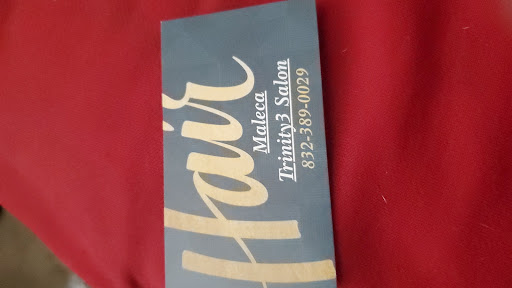 Hair
Maleca
Trinity3 Salon
832-389-0029